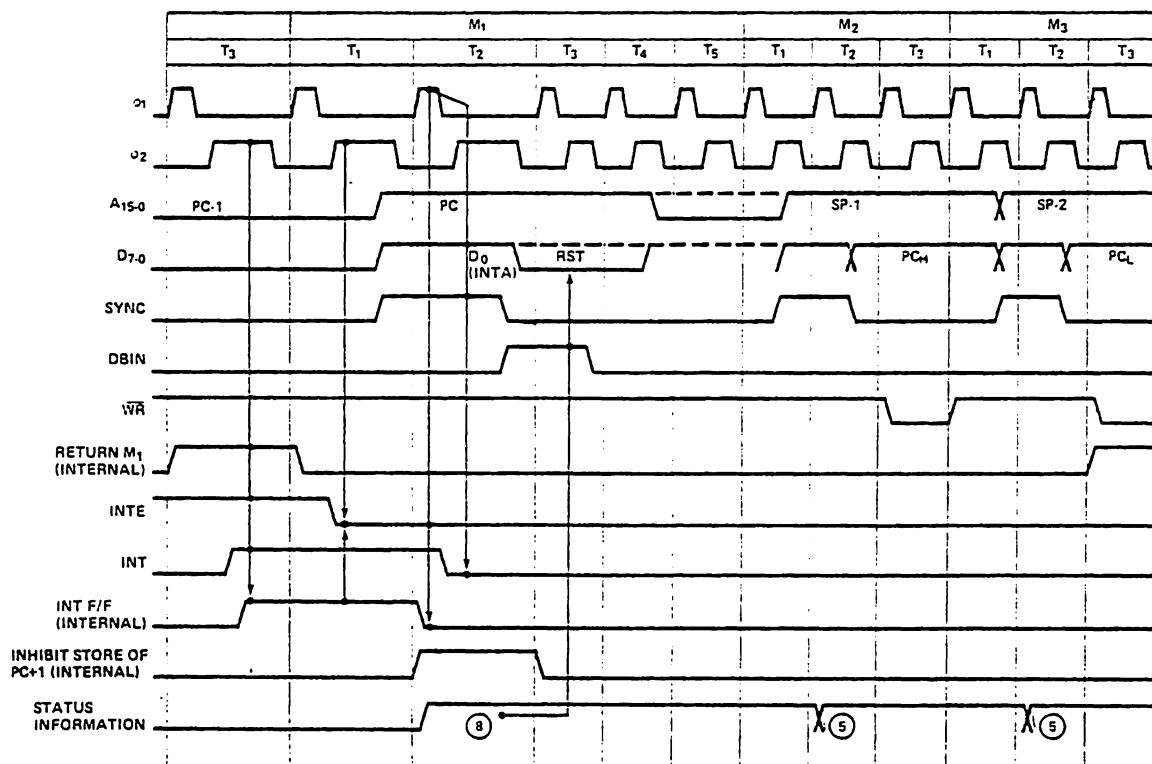 M1 M2 M3
T3 T1 T2 T3 T4 T5 T1 T2 T3 T1 T2 T3
ø1
ø2
A15-0 PC-1 PC SP-1 SP-2
D7-0 D0 (INTA) RST PCH PCL
SYNC
DBIN
WR
RETURN M1 (INTERNAL)
INTE
INT
INT F/F (INTERNAL)
INHIBIT STORE OF PC+1 (INTERNAL)
STATUS INFORMATION 8 5 5